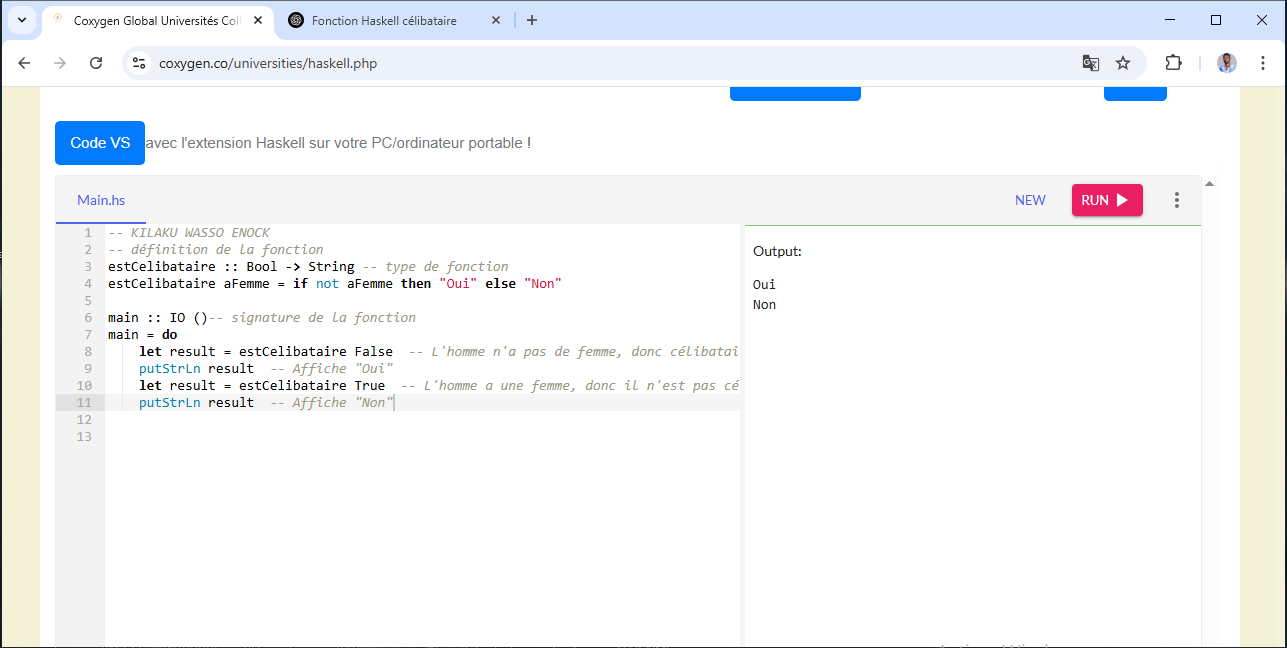 Coxygen Global Universités Col
Fonction Haskell célibataire
coxygen.co/universities/haskell.php
Code VS avec l'extension Haskell sur votre PC/ordinateur portable !
Main.hs
NEW
RUN
1 -- KILAKU WASSO ENOCK
2 -- définition de la fonction
3 estCelibataire :: Bool -> String -- type de fonction
4 estCelibataire aFemme = if not aFemme then "Oui" else "Non"
5
6 main :: IO ()-- signature de la fonction
7 main = do
8 let result = estCelibataire False -- L'homme n'a pas de femme, donc célibatai
9 putStrLn result -- Affiche "Oui"
10 let result = estCelibataire True -- L'homme a une femme, donc il n'est pas cé
11 putStrLn result -- Affiche "Non"
12
13
Output:
Oui
Non